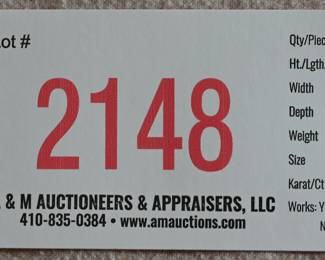 Lot #
2148
& M AUCTIONEERS & APPRAISERS, LLC
410-835-0384 • www.amauctions.com
Qty/Piec
Ht./Lgth.
Width
Depth
Weight
Size
Karat/Ct
Works: Y
N